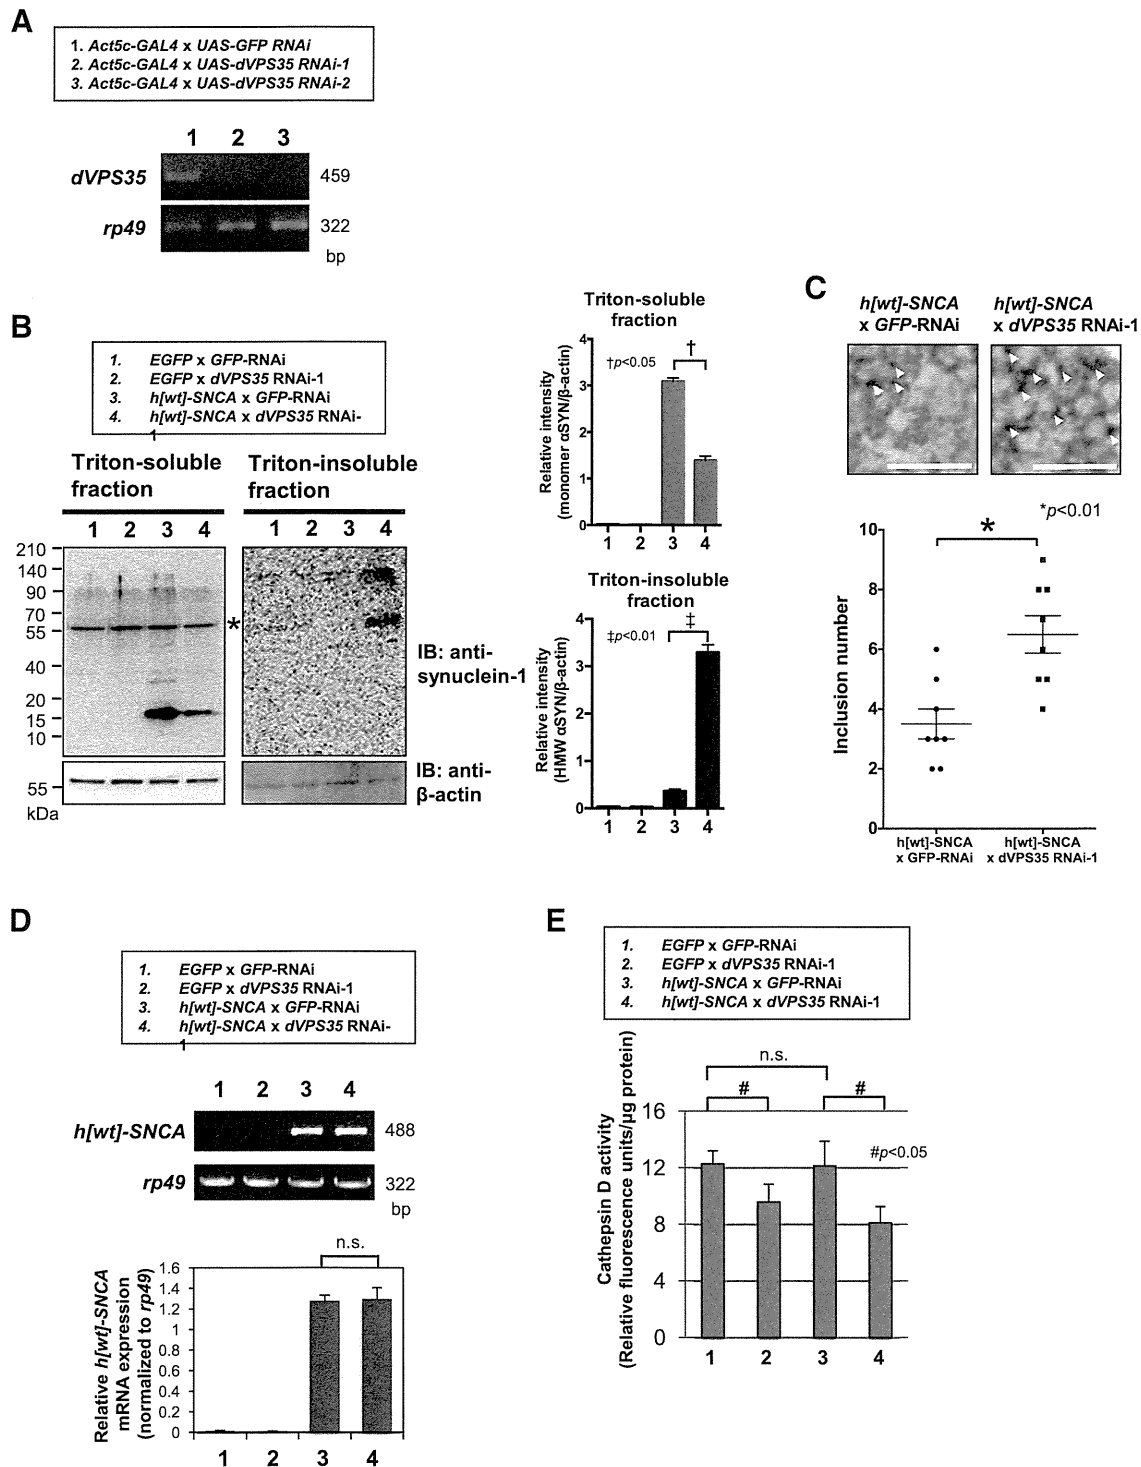 A
1. Act5c-GAL4 x UAS-GFP RNAi
2. Act5c-GAL4 x UAS-dVPS35 RNAi-1
3. Act5c-GAL4 x UAS-dVPS35 RNAi-2
1 2 3
dVPS35 459
rp49 322
bp
B
1. EGFP x GFP-RNAi
2. EGFP x dVPS35 RNAi-1
3. h[wt]-SNCA x GFP-RNAi
4. h[wt]-SNCA x dVPS35 RNAi-
1
Triton-soluble
fraction
Triton-insoluble
fraction
1 2 3 4
1 2 3 4
210
140
90
70
55
40
20
15
10
*
IB: anti-
synuclein-1
55
kDa
IB: anti-
β-actin
Triton-soluble
fraction
Relative intensity
(monomer αSYN/β-actin)
†p<0.05
†
4
3
2
1
0
1 2 3 4
Triton-insoluble
fraction
Relative intensity
(HMW αSYN/β-actin)
‡p<0.01
‡
4
3
2
1
0
1 2 3 4
C
h[wt]-SNCA
x GFP-RNAi
h[wt]-SNCA
x dVPS35 RNAi-1
*p<0.01
*
Inclusion number
10
8
6
4
2
0
h[wt]-SNCA
x GFP-RNAi
h[wt]-SNCA
x dVPS35 RNAi-1
D
1. EGFP x GFP-RNAi
2. EGFP x dVPS35 RNAi-1
3. h[wt]-SNCA x GFP-RNAi
4. h[wt]-SNCA x dVPS35 RNAi-
1
1 2 3 4
h[wt]-SNCA 488
rp49 322
bp
n.s.
Relative h[wt]-SNCA
mRNA expression
(normalized to rp49)
1.6
1.4
1.2
1
0.8
0.6
0.4
0.2
0
1 2 3 4
E
1. EGFP x GFP-RNAi
2. EGFP x dVPS35 RNAi-1
3. h[wt]-SNCA x GFP-RNAi
4. h[wt]-SNCA x dVPS35 RNAi-1
n.s.
# #
#p<0.05
Cathepsin D activity
(Relative fluorescence units/μg protein)
16
12
8
4
0
1 2 3 4